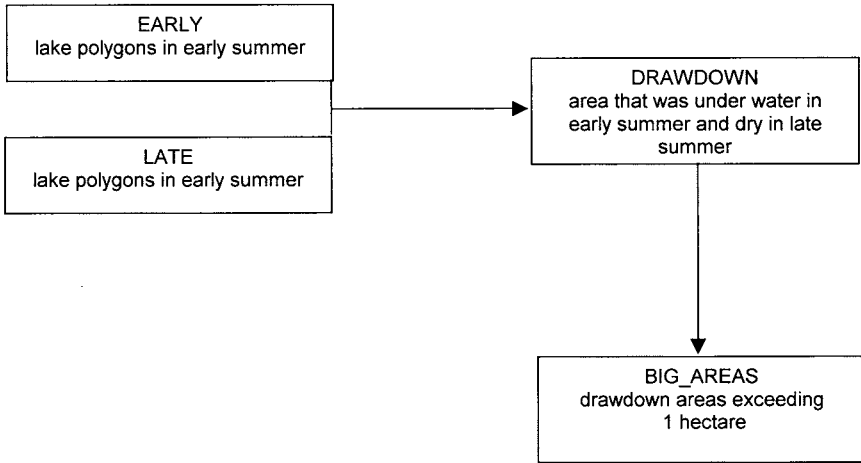 EARLY
lake polygons in early summer
LATE
lake polygons in early summer
DRAWDOWN
area that was under water in
early summer and dry in late
summer
BIG_AREAS
drawdown areas exceeding
1 hectare